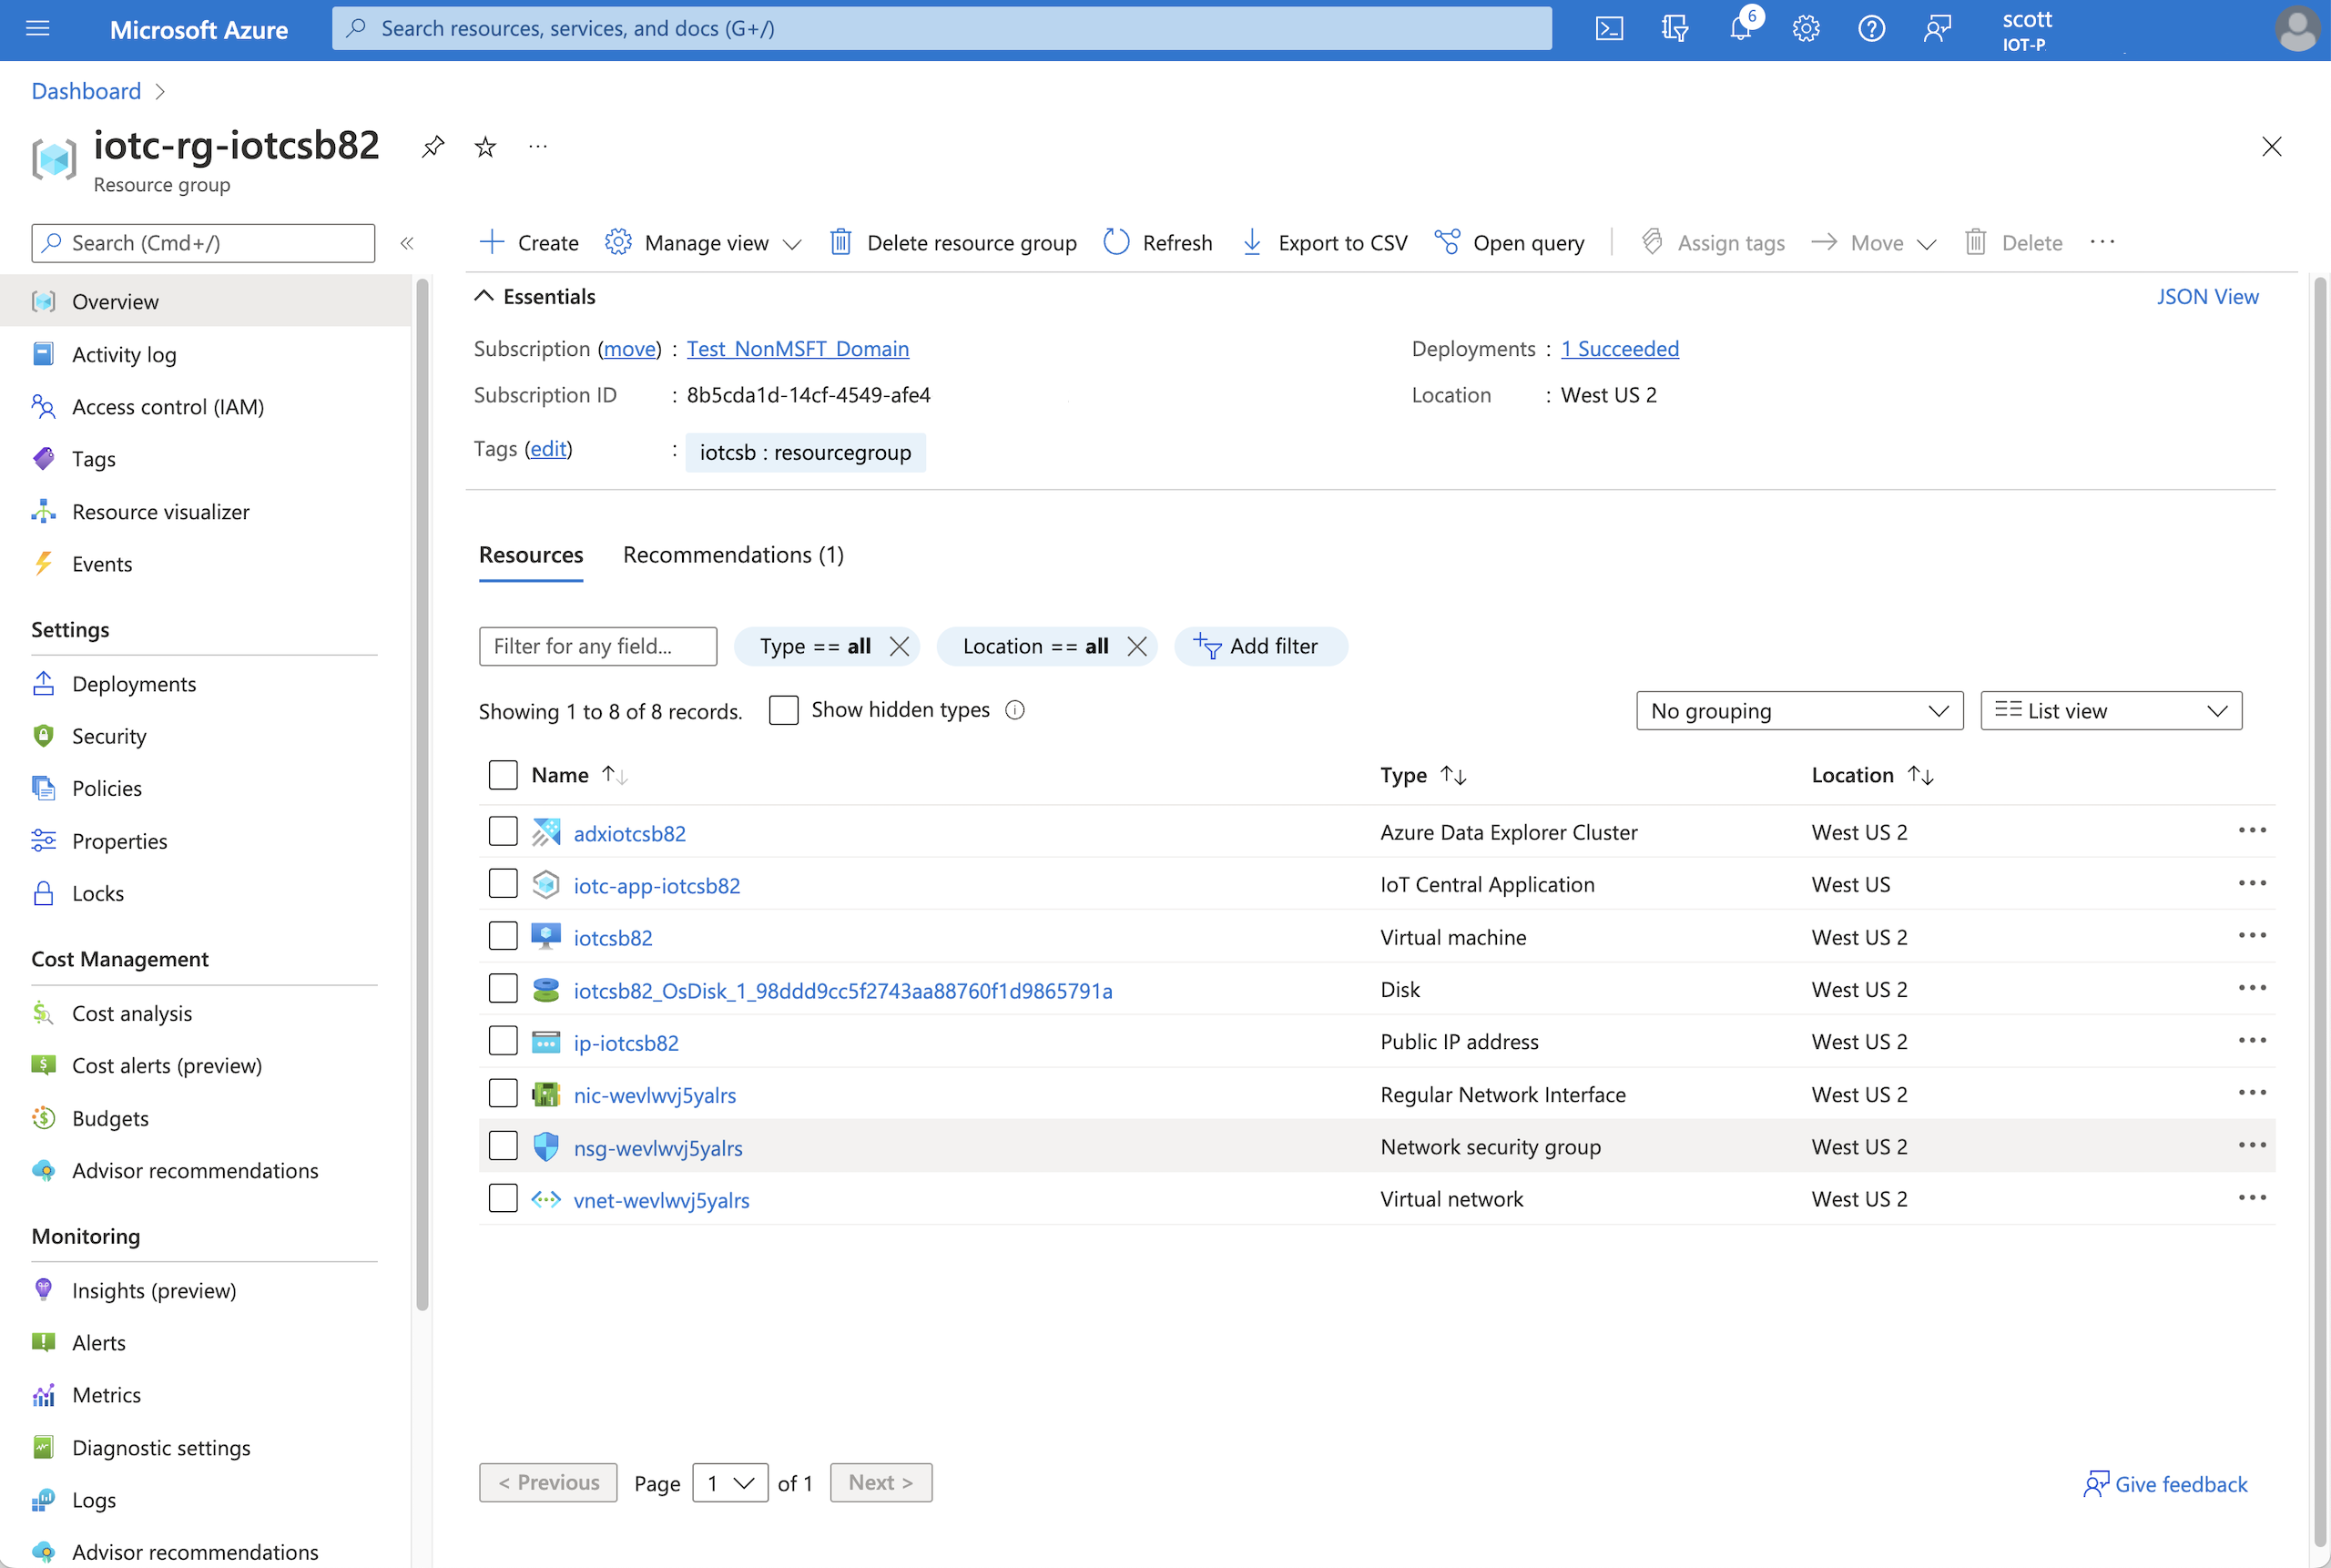 Microsoft Azure
Search resources, services, and docs (G+/)
6
scott
IOT-P
Dashboard
iotc-rg-iotcsb82
Resource group
Search (Cmd+/)
Create
Manage view
Delete resource group
Refresh
Export to CSV
Open query
Assign tags
Move
Delete
Overview
Activity log
Access control (IAM)
Tags
Resource visualizer
Events
Settings
Deployments
Security
Policies
Properties
Locks
Cost Management
Cost analysis
Cost alerts (preview)
Budgets
Advisor recommendations
Monitoring
Insights (preview)
Alerts
Metrics
Diagnostic settings
Logs
Advisor recommendations
Essentials
JSON View
Subscription (move) : Test_NonMSFT_Domain
Deployments : 1 Succeeded
Subscription ID : 8b5cda1d-14cf-4549-afe4
Location : West US 2
Tags (edit) : iotcsb : resourcegroup
Resources
Recommendations (1)
Filter for any field...
Type == all
Location == all
Add filter
Showing 1 to 8 of 8 records.
Show hidden types
No grouping
List view
Name Type Location
adxiotcsb82 Azure Data Explorer Cluster West US 2
iotc-app-iotcsb82 IoT Central Application West US
iotcsb82 Virtual machine West US 2
iotcsb82_OsDisk_1_98ddd9cc5f2743aa88760f1d9865791a Disk West US 2
ip-iotcsb82 Public IP address West US 2
nic-wevlwvj5yalrs Regular Network Interface West US 2
nsg-wevlwvj5yalrs Network security group West US 2
vnet-wevlwvj5yalrs Virtual network West US 2
< Previous Page 1 of 1 Next >
Give feedback